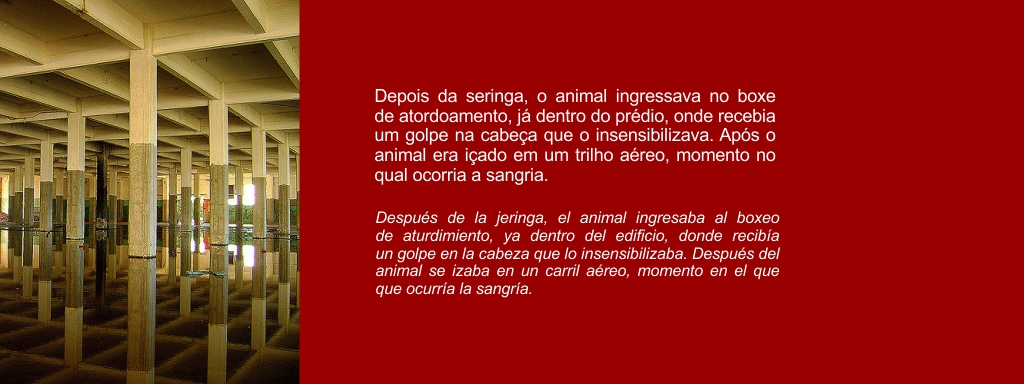 Depois da seringa, o animal ingressava no boxe
de atordoamento, já dentro do prédio, onde recebia
um golpe na cabeça que o insensibilizava. Após o
animal era içado em um trilho aéreo, momento no
qual ocorria a sangria.
Después de la jeringa, el animal ingresaba al boxeo
de aturdimiento, ya dentro del edificio, donde recibía
un golpe en la cabeza que lo insensibilizaba. Después del
animal se izaba en un carril aéreo, momento en el que
que ocurría la sangría.